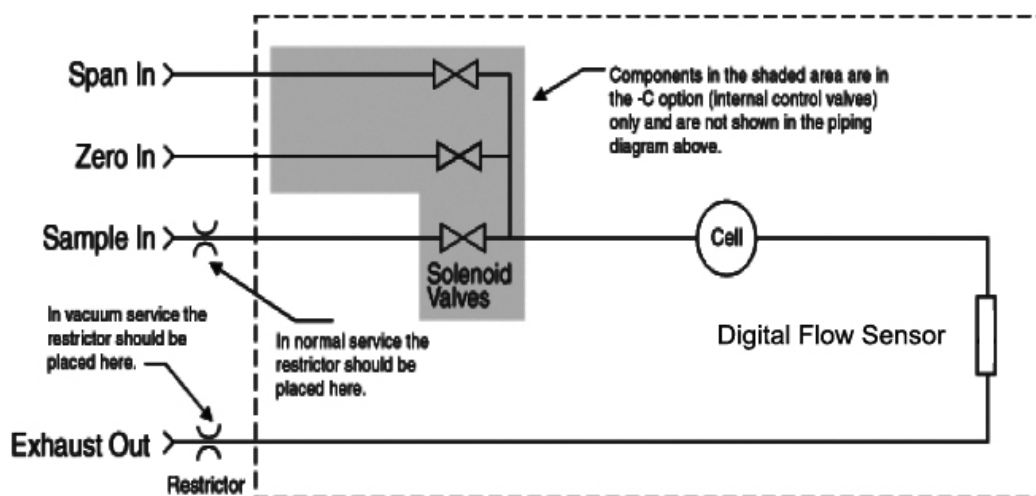 Span In
Components in the shaded area are in
the -C option (internal control valves)
only and are not shown in the piping
diagram above.
Zero In
Sample In
Cell
Solenoid
Valves
In vacuum service the
restrictor should be
placed here.
In normal service the
restrictor should be
placed here.
Digital Flow Sensor
Exhaust Out
Restrictor